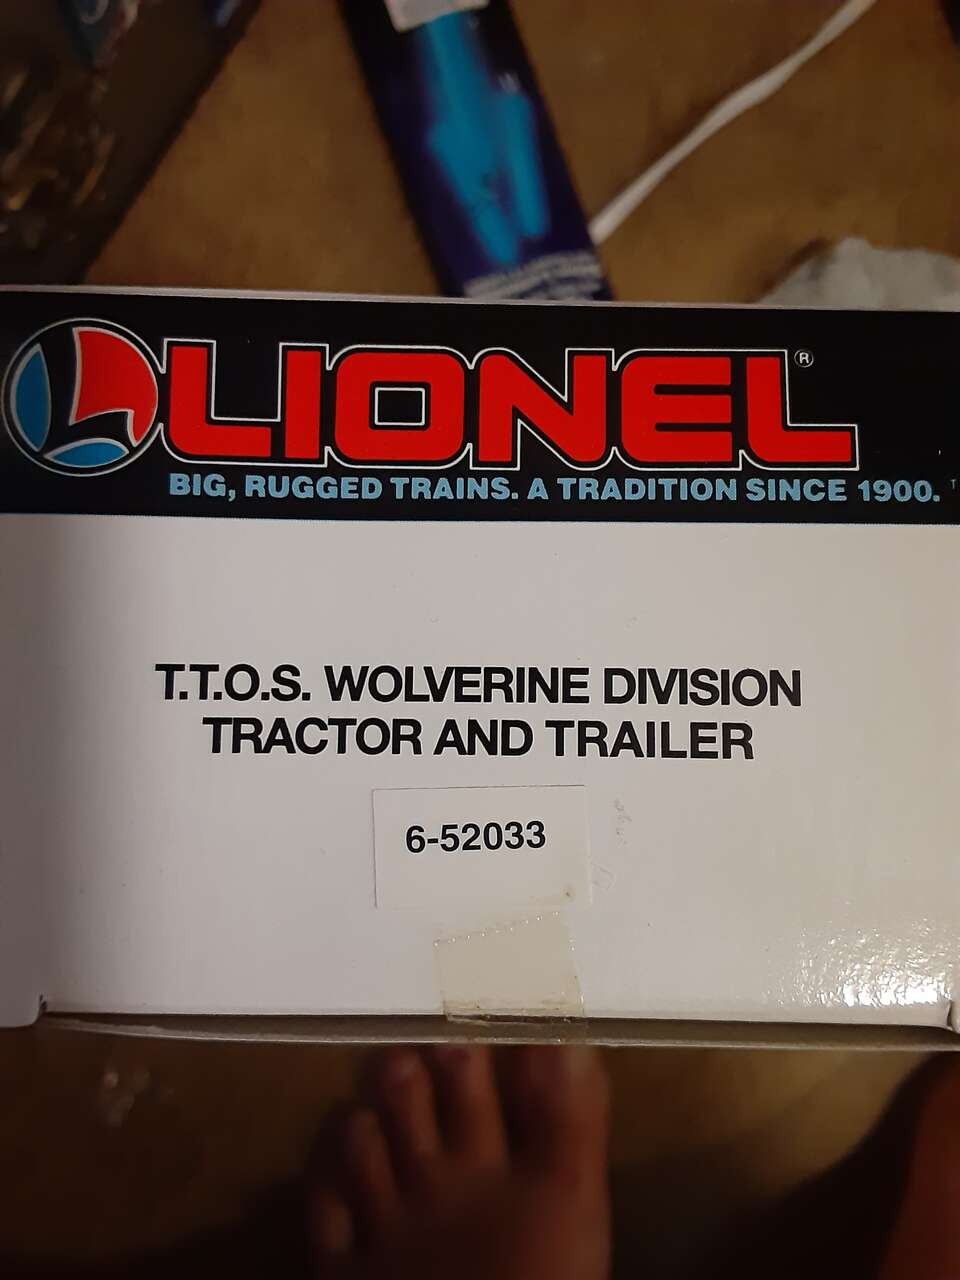 LIONEL®
BIG, RUGGED TRAINS. A TRADITION SINCE 1900.
T.T.O.S. WOLVERINE DIVISION
TRACTOR AND TRAILER
6-52033